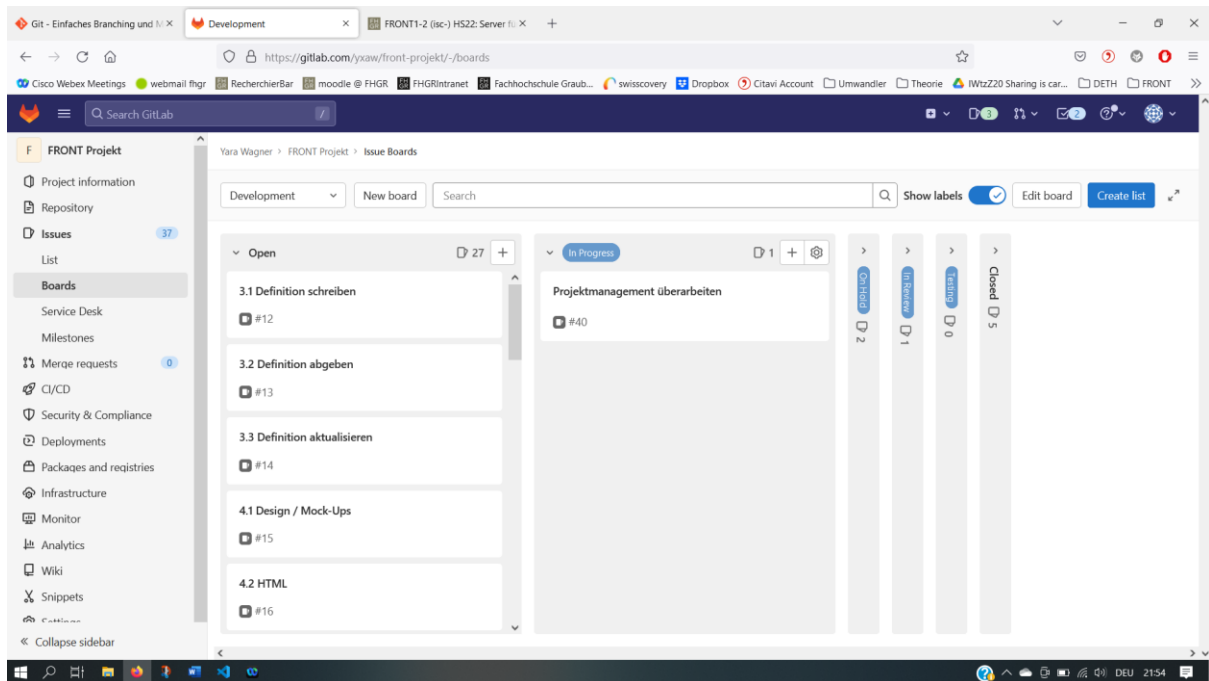 Git - Einfaches Branching und M
Development
FRONT1-2 (isc-) HS22: Server fü
https://gitlab.com/yxaw/front-projekt/-/boards
Cisco Webex Meetings webmail fhgr RecherchierBar moodle @ FHGR FHGRIntranet Fachhochschule Graub... swisscovery Dropbox Citavi Account Umwandler Theorie IWtzZ20 Sharing is car... DETH FRONT
Search GitLab /
3
2
F FRONT Projekt
Project information
Repository
Issues 37
List
Boards
Service Desk
Milestones
Merge requests 0
CI/CD
Security & Compliance
Deployments
Packages and registries
Infrastructure
Monitor
Analytics
Wiki
Snippets
Settings
Collapse sidebar
Yara Wagner > FRONT Projekt > Issue Boards
Development New board Search Show labels Edit board Create list
Open 27
3.1 Definition schreiben
#12
3.2 Definition abgeben
#13
3.3 Definition aktualisieren
#14
4.1 Design / Mock-Ups
#15
4.2 HTML
#16
In Progress 1
Projektmanagement überarbeiten
#40
On Hold 2
In Review 1
Testing 0
Closed 5
DEU 21:54